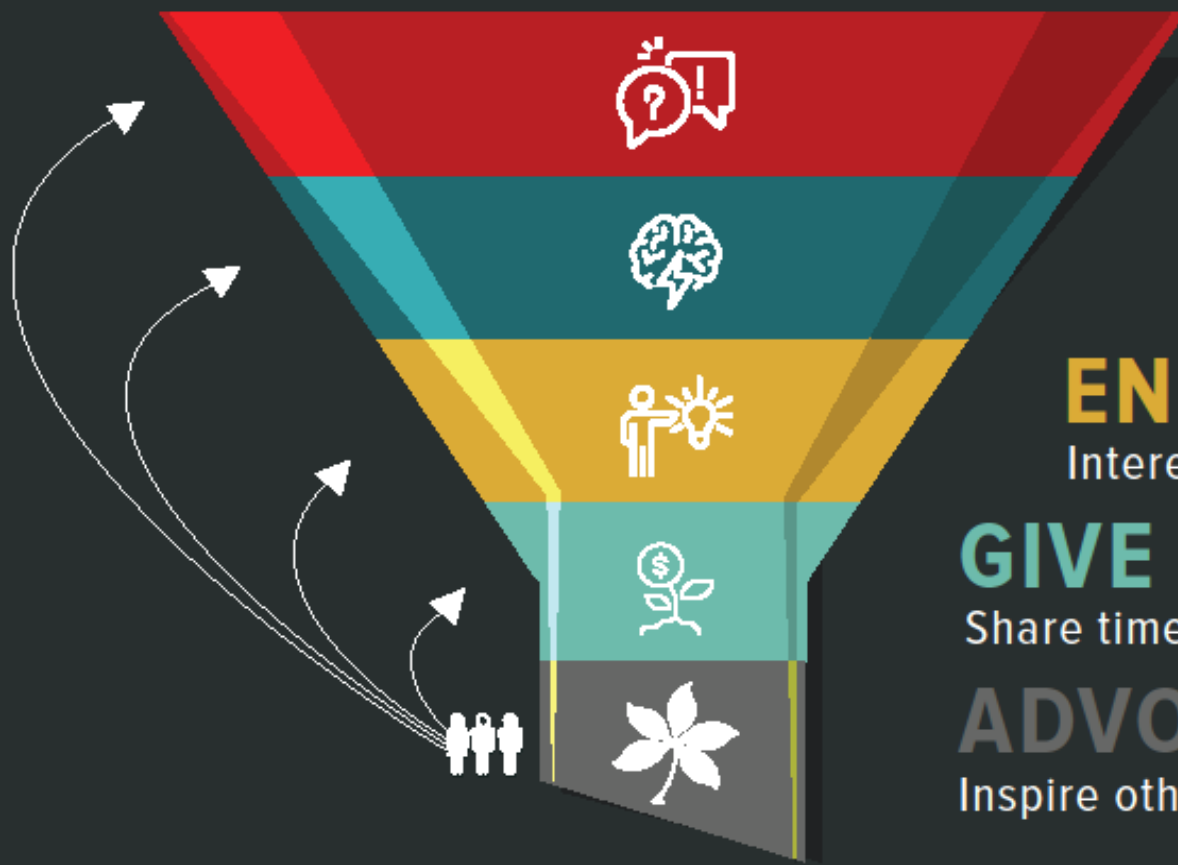 ?
!
EN
Intere
GIVE
Share time
$
ADVO
Inspire oth